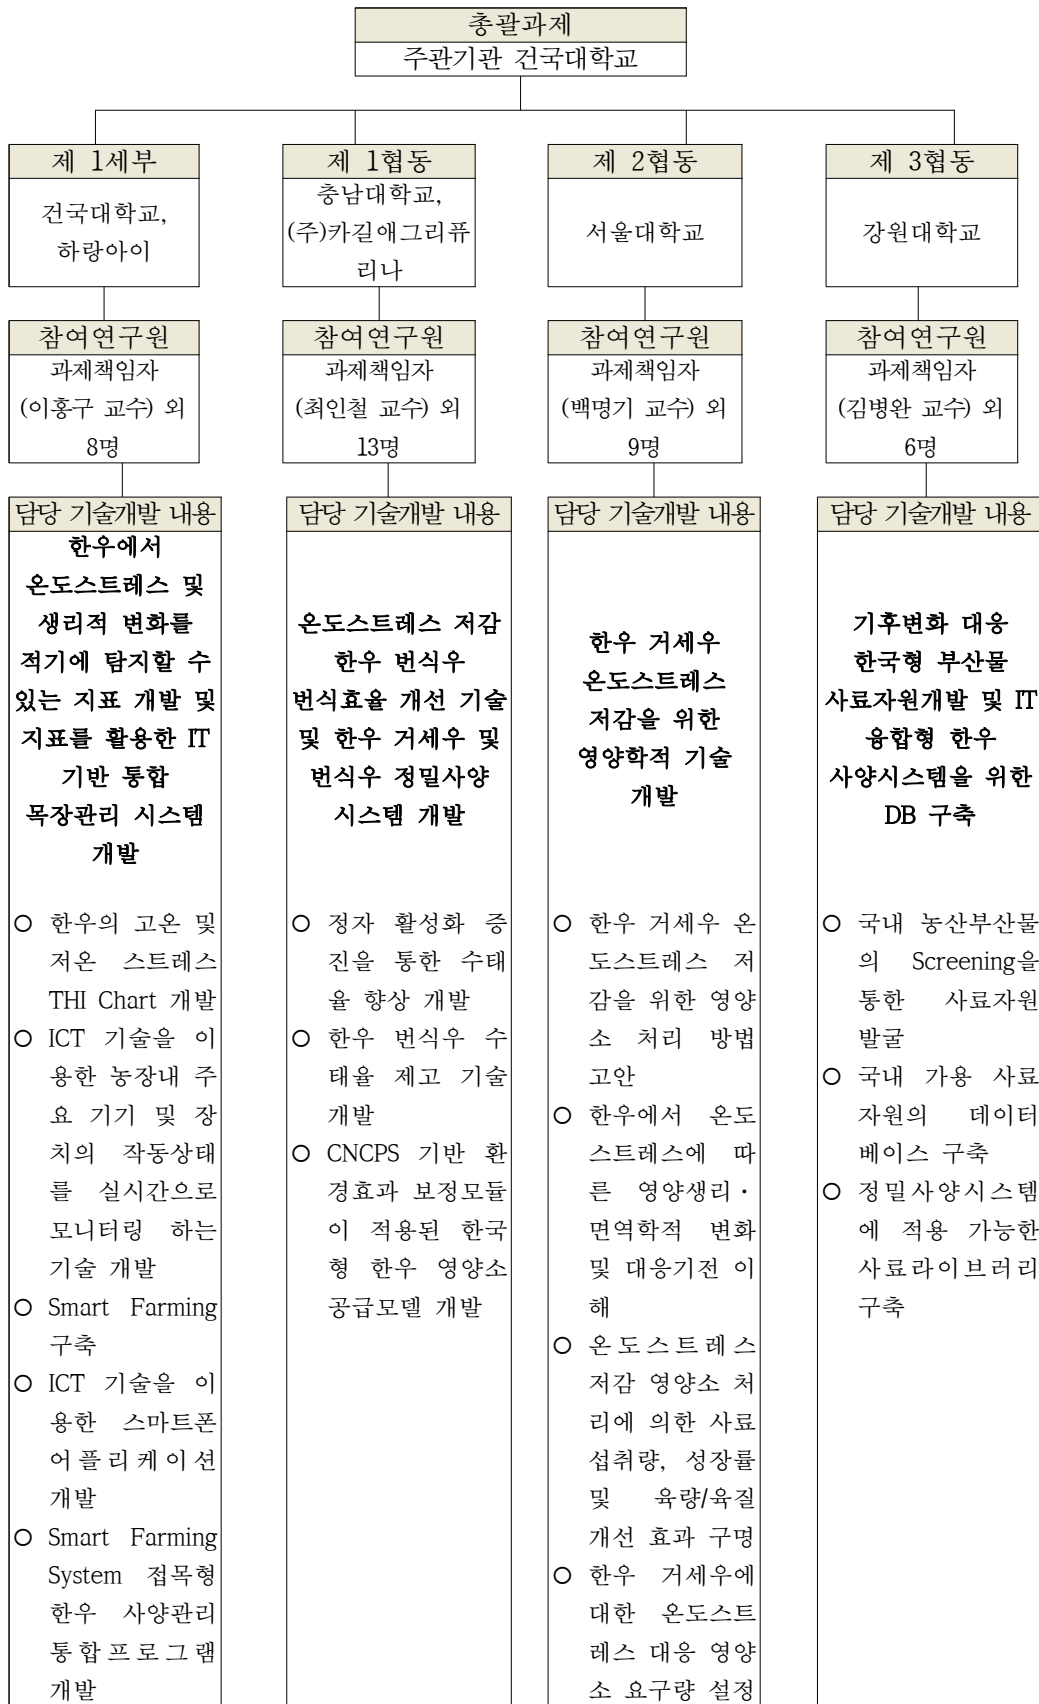 총괄과제
주관기관 건국대학교
제 1세부
건국대학교,
하랑아이
참여연구원
과제책임자
(이홍구 교수) 외
8명
담당 기술개발 내용
한우에서
온도스트레스 및
생리적 변화를
적기에 탐지할 수
있는 지표 개발 및
지표를 활용한 IT
기반 통합
목장관리 시스템
개발
○ 한우의 고온 및
저온 스트레스
THI Chart 개발
○ ICT 기술을 이
용한 농장내 주
요 기기 및 장
치의 작동상태
를 실시간으로
모니터링 하는
기술 개발
○ Smart Farming
구축
○ ICT 기술을 이
용한 스마트폰
어플리케이션
개발
○ Smart Farming
System 접목형
한우 사양관리
통합프로그램
개발
제 1협동
충남대학교,
(주)카길애그리퓨
리나
참여연구원
과제책임자
(최인철 교수) 외
13명
담당 기술개발 내용
온도스트레스 저감
한우 번식우
번식효율 개선 기술
및 한우 거세우 및
번식우 정밀사양
시스템 개발
○ 정자 활성화 증
진을 통한 수태
율 향상 개발
○ 한우 번식우 수
태율 제고 기술
개발
○ CNCPS 기반 환
경효과 보정모듈
이 적용된 한국
형 한우 영양소
공급모델 개발
제 2협동
서울대학교
참여연구원
과제책임자
(백명기 교수) 외
9명
담당 기술개발 내용
한우 거세우
온도스트레스
저감을 위한
영양학적 기술
개발
○ 한우 거세우 온
도스트레스 저
감을 위한 영양
소 처리 방법
고안
○ 한우에서 온도
스트레스에 따
른 영양생리·
면역학적 변화
및 대응기전 이
해
○ 온도스트레스
저감 영양소 처
리에 의한 사료
섭취량, 성장률
및 육량/육질
개선 효과 구명
○ 한우 거세우에
대한 온도스트
레스 대응 영양
소 요구량 설정
제 3협동
강원대학교
참여연구원
과제책임자
(김병완 교수) 외
6명
담당 기술개발 내용
기후변화 대응
한국형 부산물
사료자원개발 및 IT
융합형 한우
사양시스템을 위한
DB 구축
○ 국내 농산부산물
의 Screening을
통한 사료자원
발굴
○ 국내 가용 사료
자원의 데이터
베이스 구축
○ 정밀사양시스템
에 적용 가능한
사료라이브러리
구축